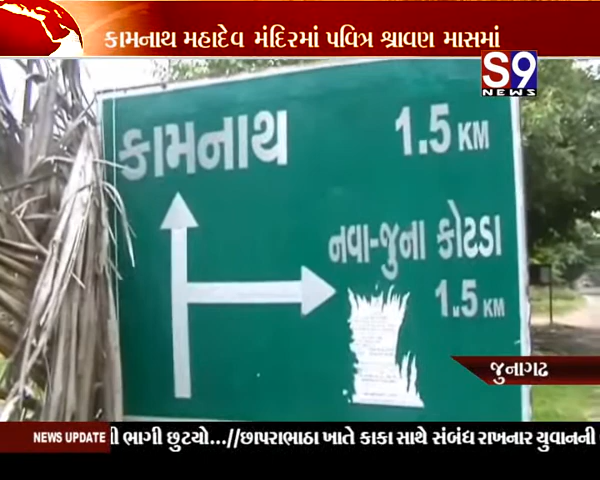 કામનાથ મહાદેવ મંદિરમાં પવિત્ર શ્રાવણ માસમાં
S9
NEWS
કામનાથ 1.5 KM
નવા-જુના કોટડા
1.5 KM
જુનાગઢ
NEWS UPDATE ભાગી છુટયો...//છાપરાભાઠા ખાતે કાકા સાથે સંબંધ રાખનાર યુવાનની